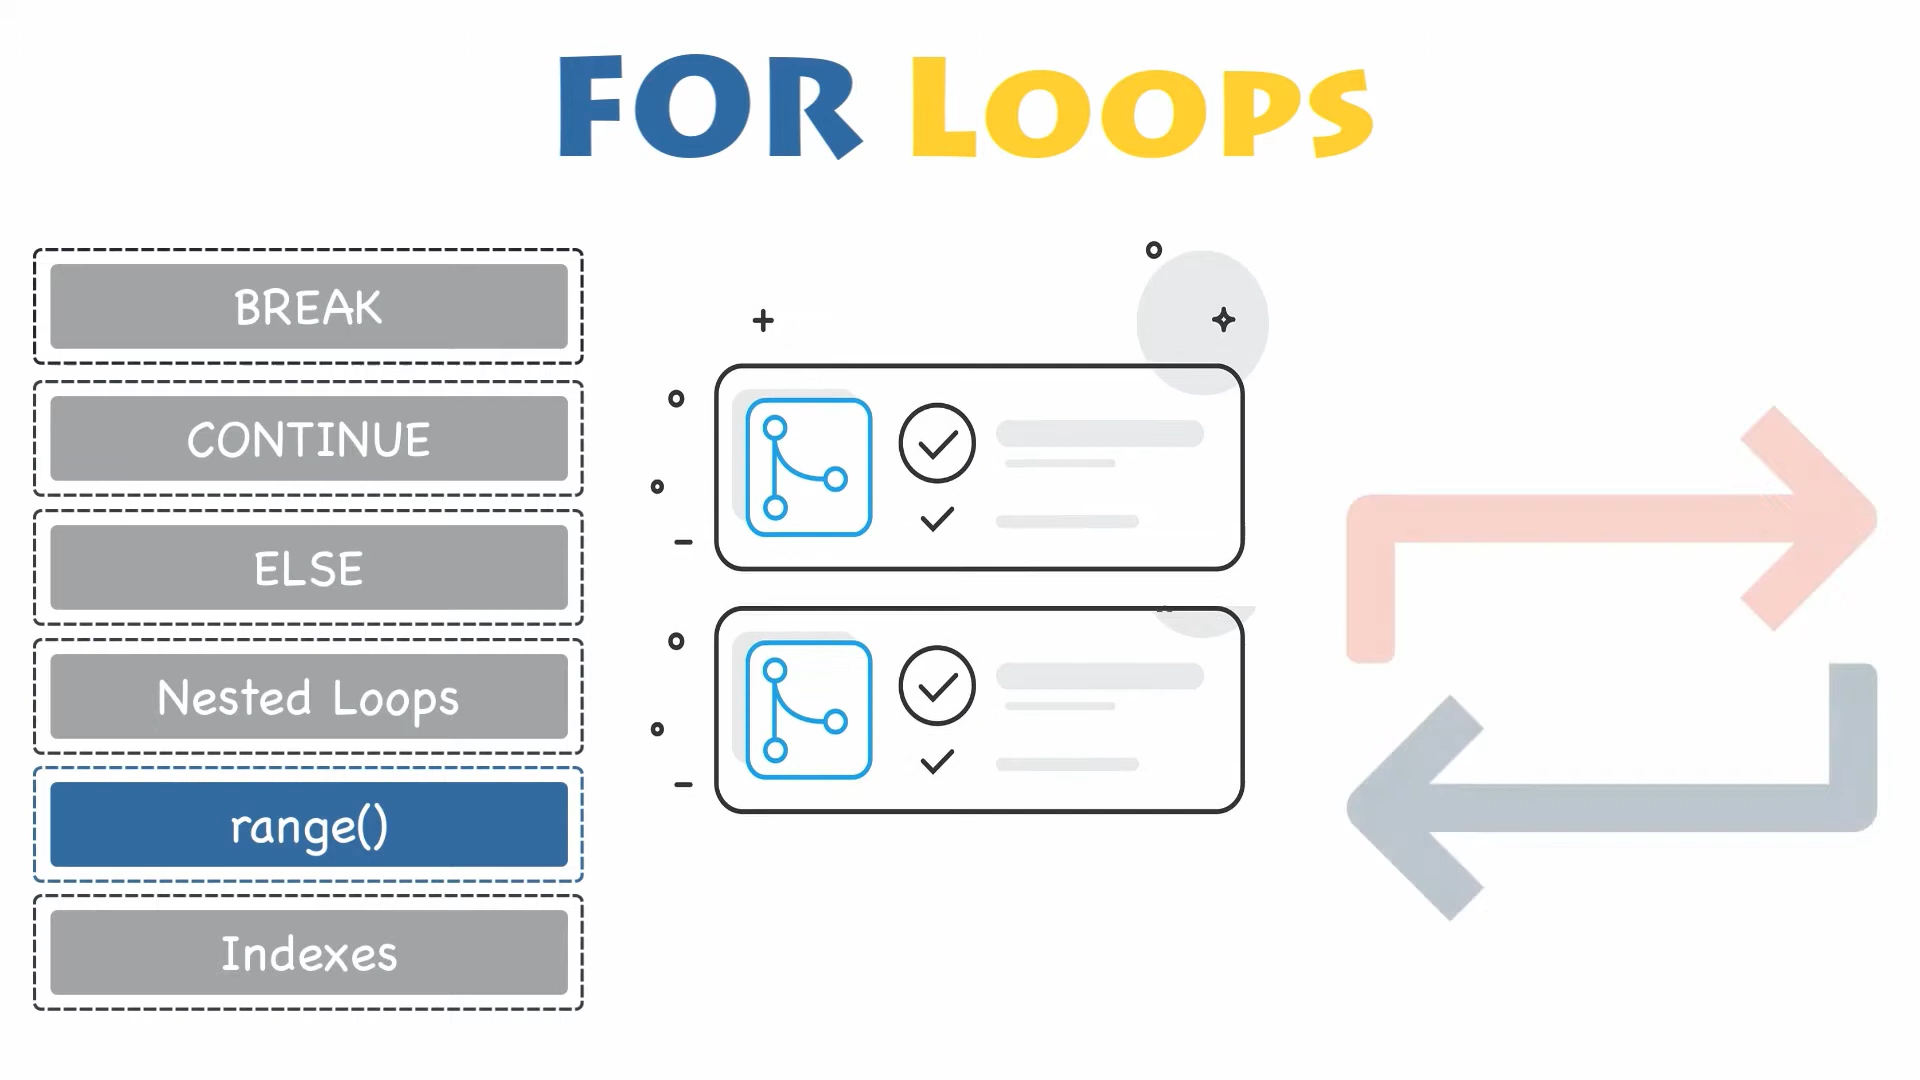 FOR LOOPS
BREAK
CONTINUE
ELSE
Nested Loops
range()
Indexes